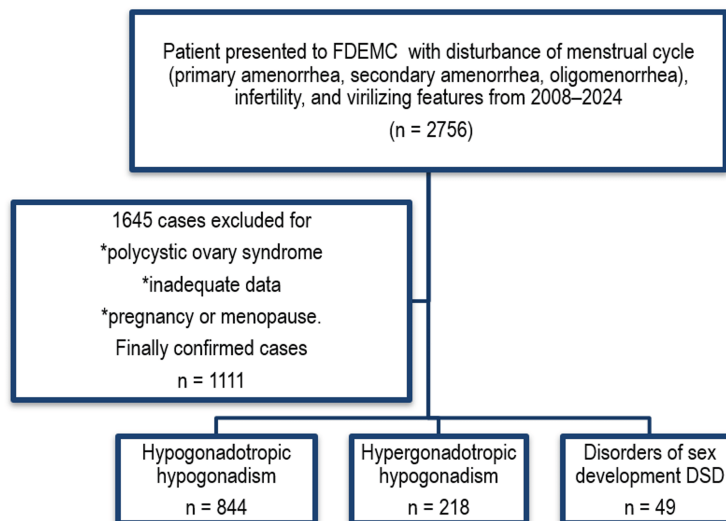 Patient presented to FDEMC with disturbance of menstrual cycle
(primary amenorrhea, secondary amenorrhea, oligomenorrhea),
infertility, and virilizing features from 2008–2024
(n = 2756)
1645 cases excluded for
*polycystic ovary syndrome
*inadequate data
*pregnancy or menopause.
Finally confirmed cases
n = 1111
Hypogonadotropic
hypogonadism
n = 844
Hypergonadotropic
hypogonadism
n = 218
Disorders of sex
development DSD
n = 49